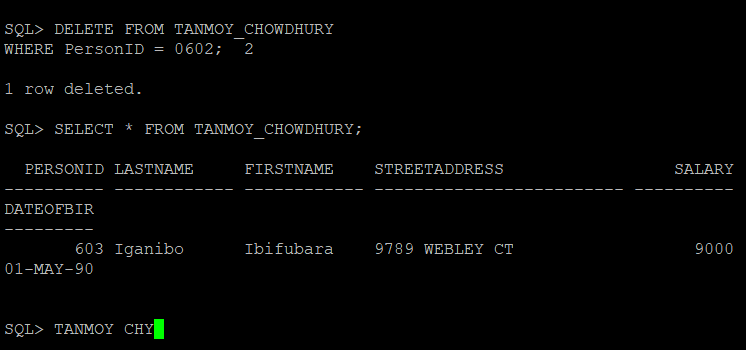 SQL> DELETE FROM TANMOY_CHOWDHURY
WHERE PersonID = 0602;  2
1 row deleted.
SQL> SELECT * FROM TANMOY_CHOWDHURY;
  PERSONID LASTNAME     FIRSTNAME    STREETADDRESS                 SALARY
---------- ------------ ------------ ------------------------- ----------
DATEOFBIR
---------
       603 Iganibo      Ibifubara    9789 WEBLEY CT                  9000
01-MAY-90
SQL> TANMOY CHY